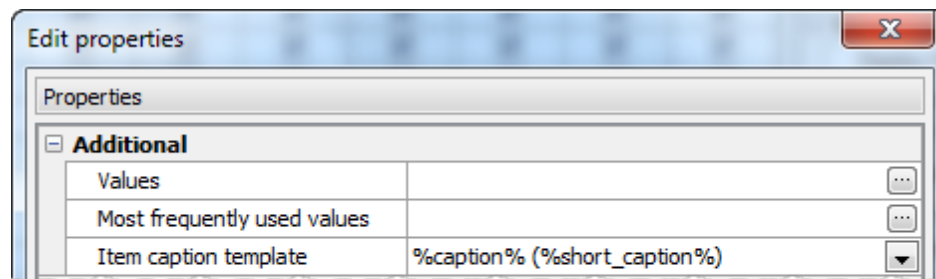 Edit properties
Properties
Additional
Values
Most frequently used values
Item caption template %caption% (%short_caption%)